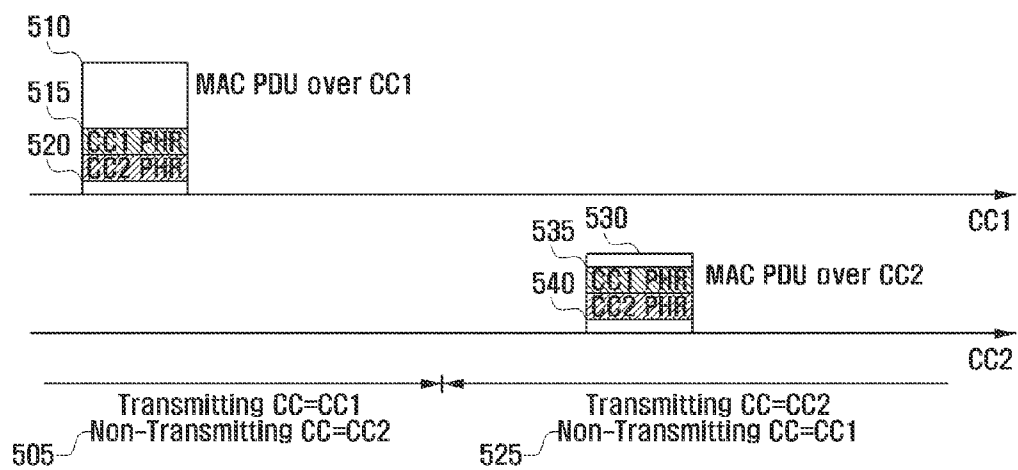 510
MAC PDU over CC1
515
CC1 PHR
520
CC2 PHR
CC1
530
535
CC1 PHR
MAC PDU over CC2
540
CC2 PHR
CC2
Transmitting CC=CC1
Non-Transmitting CC=CC2
505
Transmitting CC=CC2
Non-Transmitting CC=CC1
525